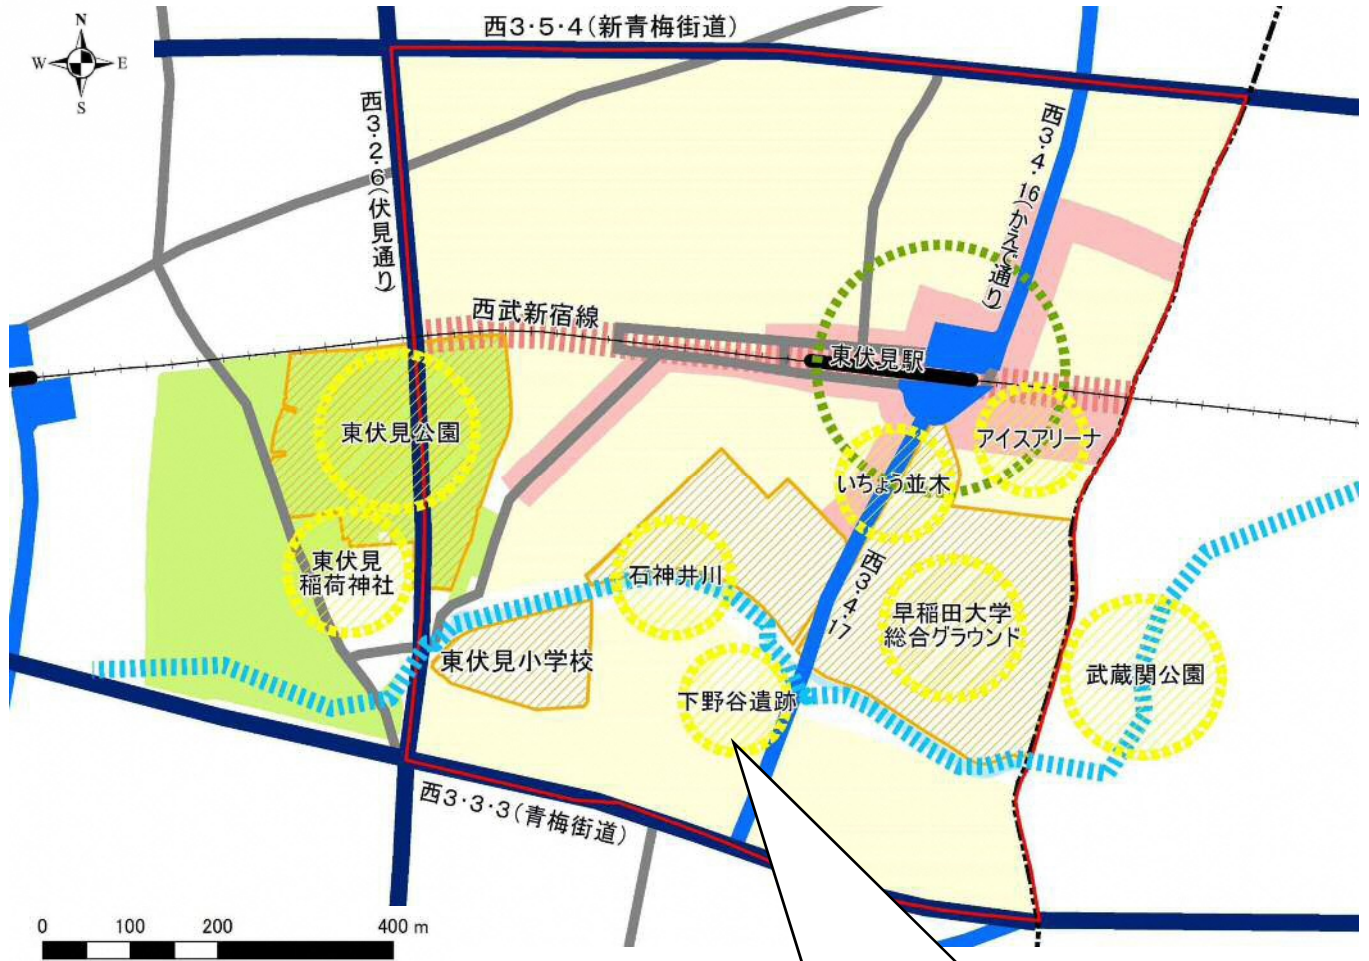 西3・5・4(新青梅街道)
N
W
E
S
西3・2・6(伏見通り)
西3・4・16(かえで通り)
西武新宿線
東伏見駅
東伏見公園
アイスアリーナ
いちょう並木
東伏見
稲荷神社
石神井川
西3・4・17
早稲田大学
総合グラウンド
東伏見小学校
下野谷遺跡
武蔵関公園
西3・3・3(青梅街道)
0 100 200 400 m